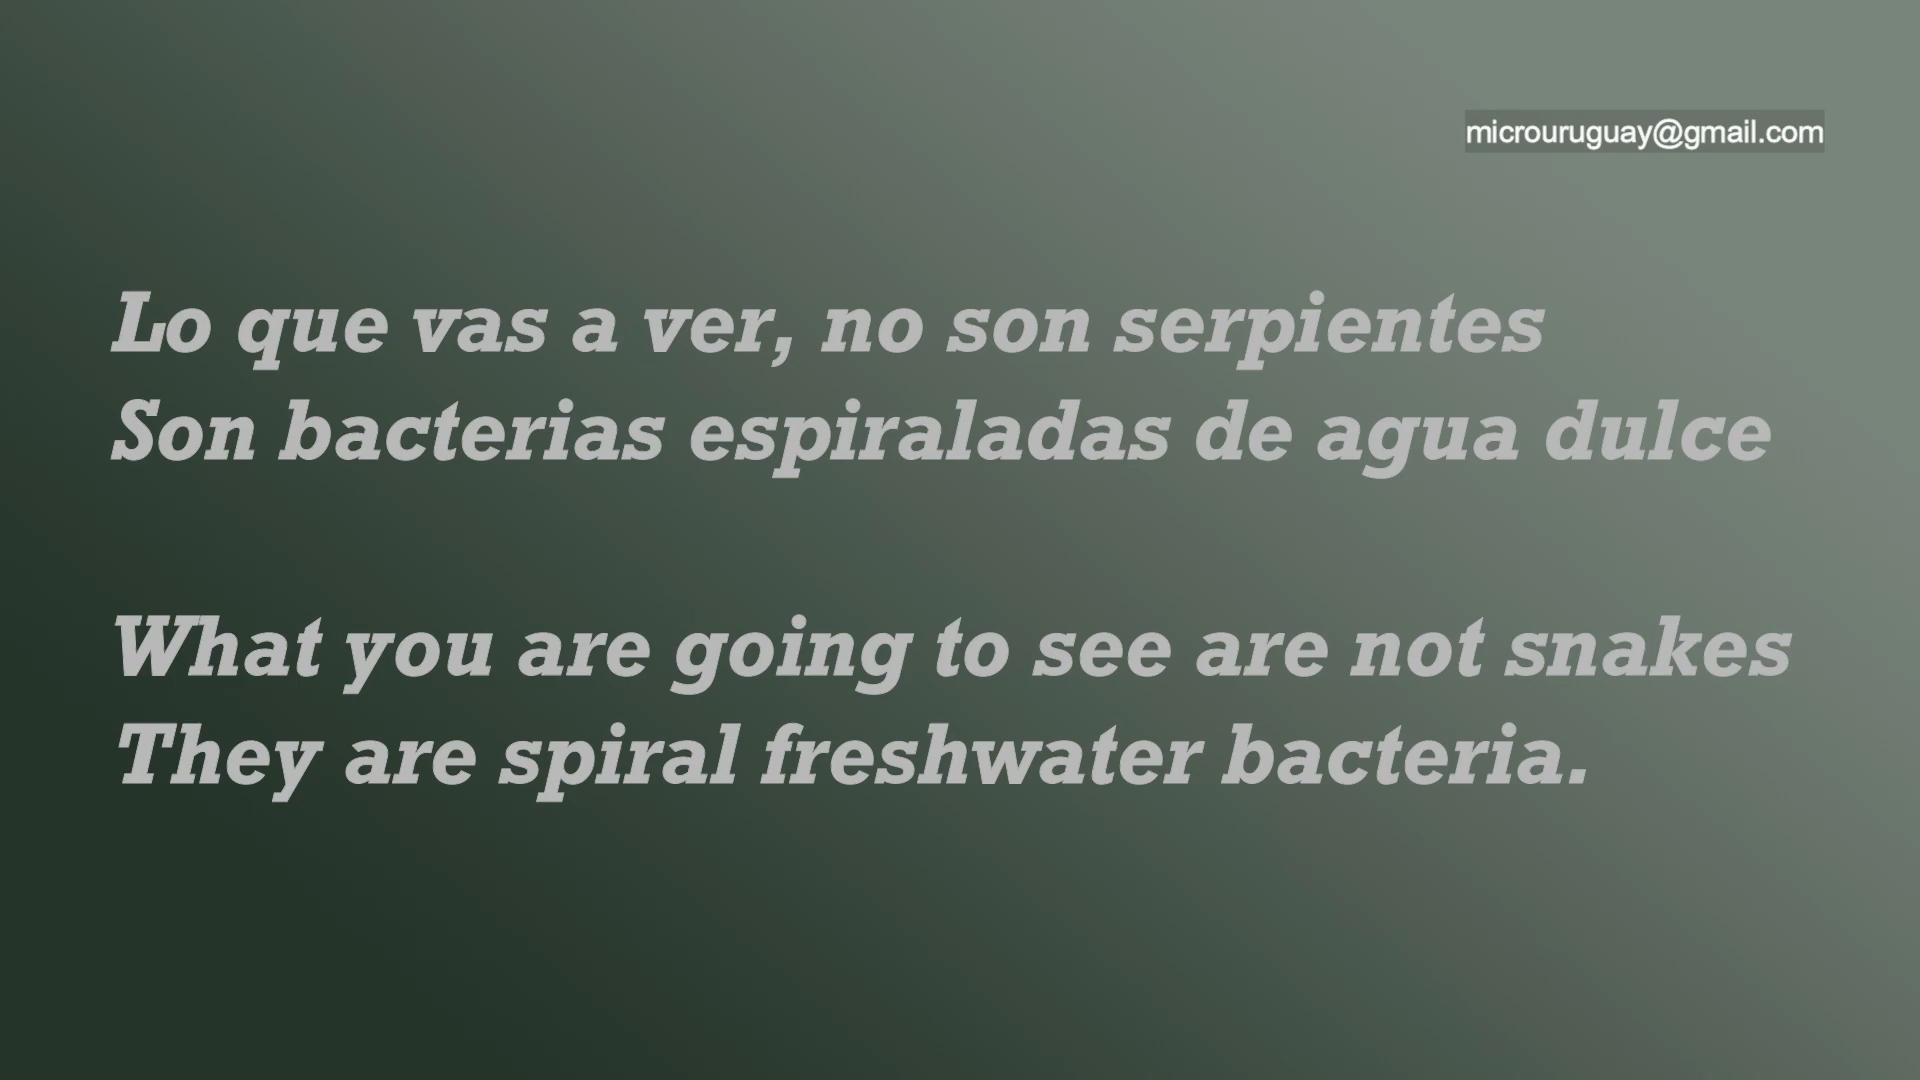 microuruguay@gmail.com
Lo que vas a ver, no son serpientes
Son bacterias espiraladas de agua dulce
What you are going to see are not snakes
They are spiral freshwater bacteria.